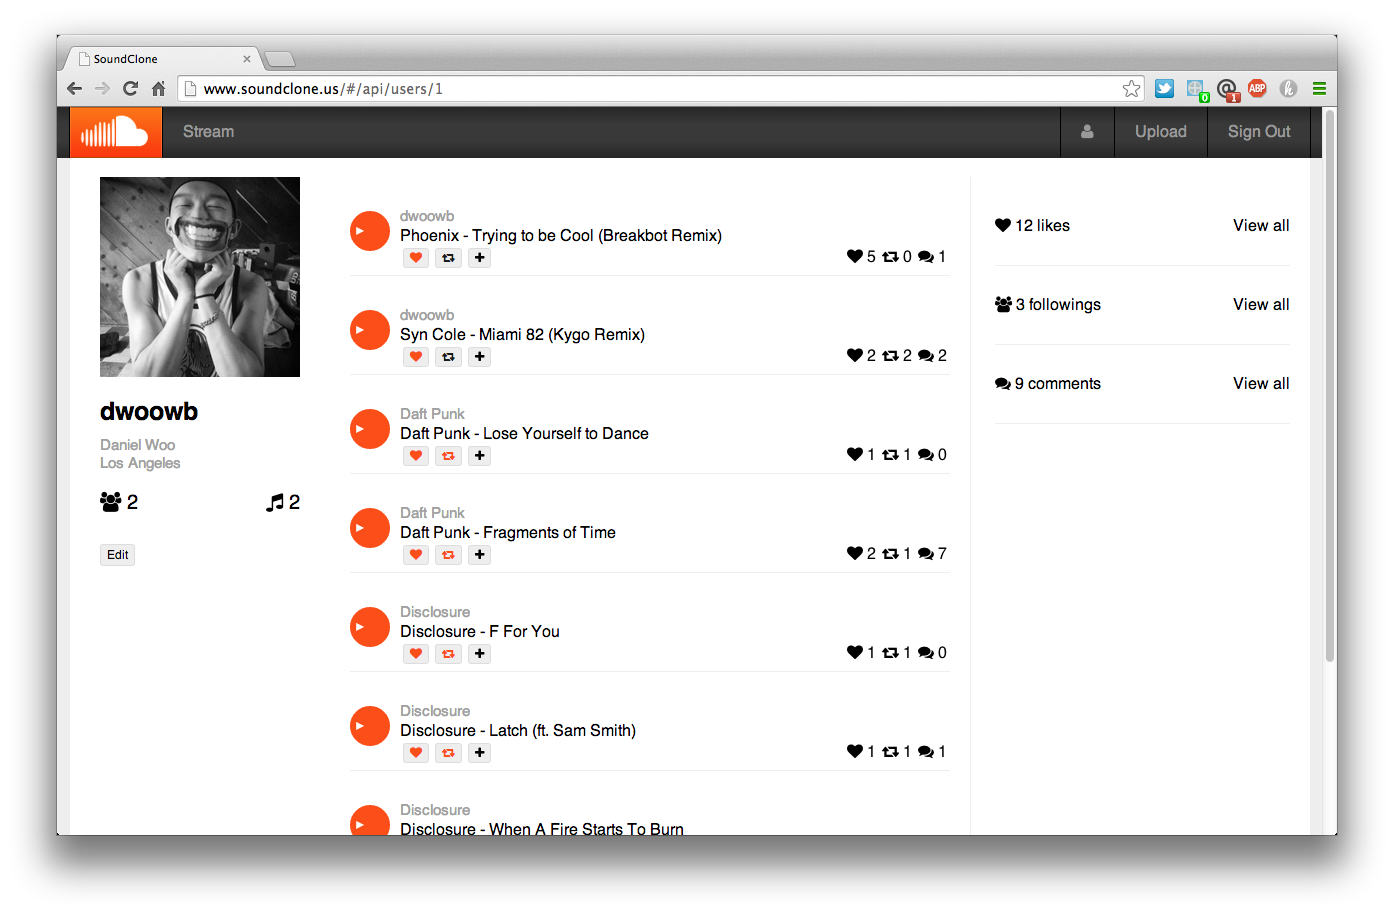 SoundClone
www.soundclone.us/#/api/users/1
0
1
ABP
Stream
Upload
Sign Out
dwoowb
Daniel Woo
Los Angeles
2
2
Edit
dwoowb
Phoenix - Trying to be Cool (Breakbot Remix)
5 0 1
dwoowb
Syn Cole - Miami 82 (Kygo Remix)
2 2 2
Daft Punk
Daft Punk - Lose Yourself to Dance
1 1 0
Daft Punk
Daft Punk - Fragments of Time
2 1 7
Disclosure
Disclosure - F For You
1 1 0
Disclosure
Disclosure - Latch (ft. Sam Smith)
1 1 1
Disclosure
Disclosure - When A Fire Starts To Burn
12 likes
View all
3 followings
View all
9 comments
View all